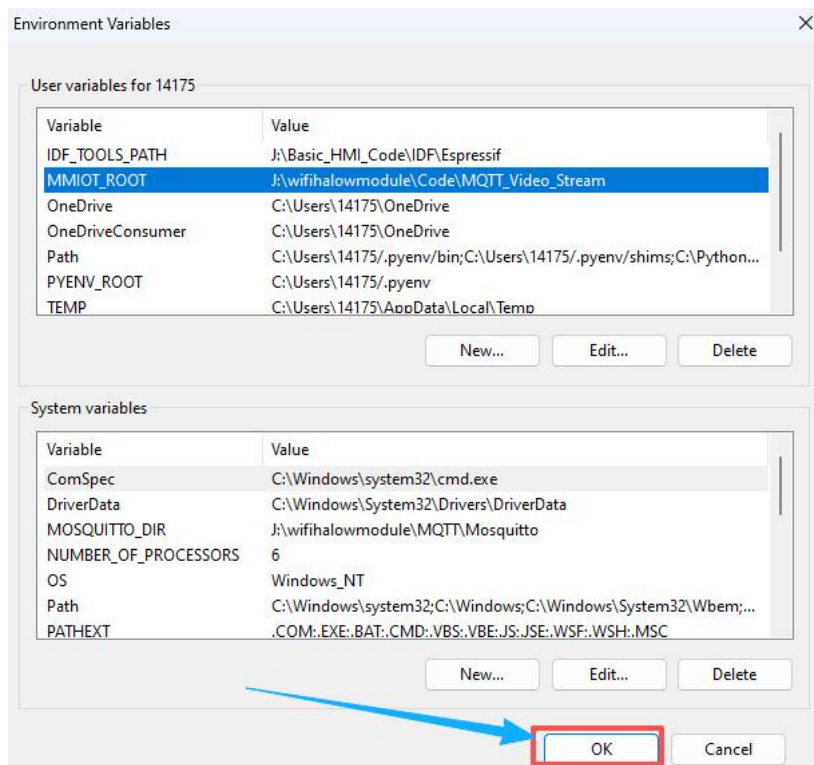 Environment Variables
User variables for 14175
Variable Value
IDF_TOOLS_PATH J:\Basic_HMI_Code\IDF\Espressif
MMIOT_ROOT J:\wifihalowmodule\Code\MQTT_Video_Stream
OneDrive C:\Users\14175\OneDrive
OneDriveConsumer C:\Users\14175\OneDrive
Path C:\Users\14175/.pyenv/bin;C:\Users\14175/.pyenv/shims;C:\Python...
PYENV_ROOT C:\Users\14175/.pyenv
TEMP C:\Users\14175\AppData\Local\Temp
New... Edit... Delete
System variables
Variable Value
ComSpec C:\Windows\system32\cmd.exe
DriverData C:\Windows\System32\Drivers\DriverData
MOSQUITTO_DIR J:\wifihalowmodule\MQTT\Mosquitto
NUMBER_OF_PROCESSORS 6
OS Windows_NT
Path C:\Windows\system32;C:\Windows;C:\Windows\System32\Wbem;...
PATHEXT .COM;.EXE;.BAT;.CMD;.VBS;.VBE;.JS;.JSE;.WSF;.WSH;.MSC
New... Edit... Delete
OK Cancel